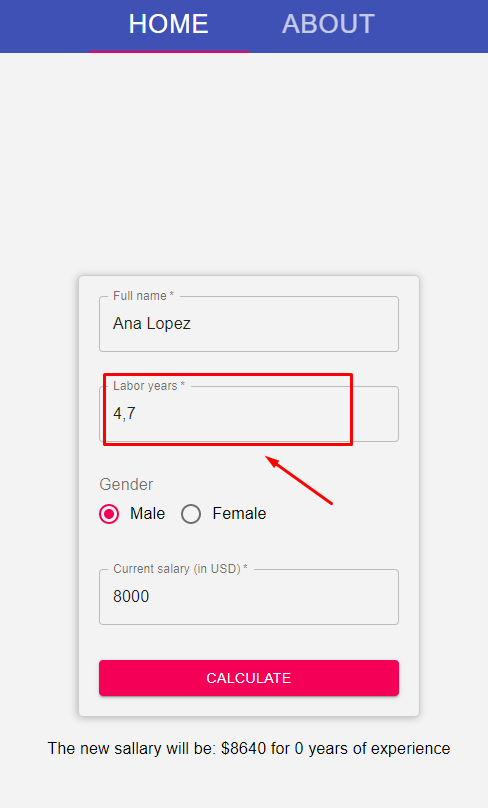 HOME ABOUT
Full name *
Ana Lopez
Labor years *
4,7
Gender
Male Female
Current salary (in USD) *
8000
CALCULATE
The new sallary will be: $8640 for 0 years of experience